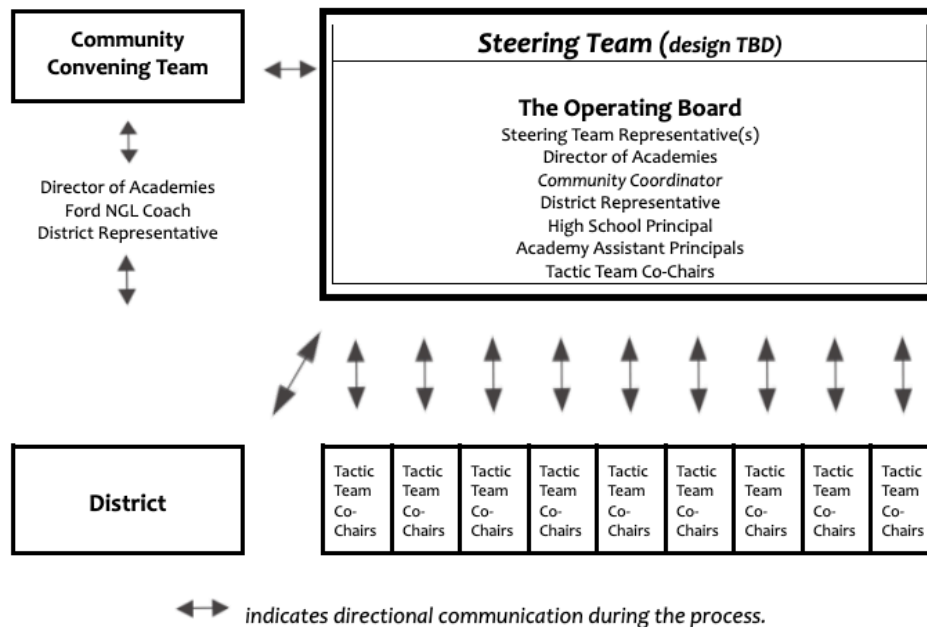 Community
Convening Team
Steering Team (design TBD)
The Operating Board
Steering Team Representative(s)
Director of Academies
Community Coordinator
District Representative
High School Principal
Academy Assistant Principals
Tactic Team Co-Chairs
Director of Academies
Ford NGL Coach
District Representative
District
Tactic
Team
Co-
Chairs
Tactic
Team
Co-
Chairs
Tactic
Team
Co-
Chairs
Tactic
Team
Co-
Chairs
Tactic
Team
Co-
Chairs
Tactic
Team
Co-
Chairs
Tactic
Team
Co-
Chairs
Tactic
Team
Co-
Chairs
Tactic
Team
Co-
Chairs
indicates directional communication during the process.